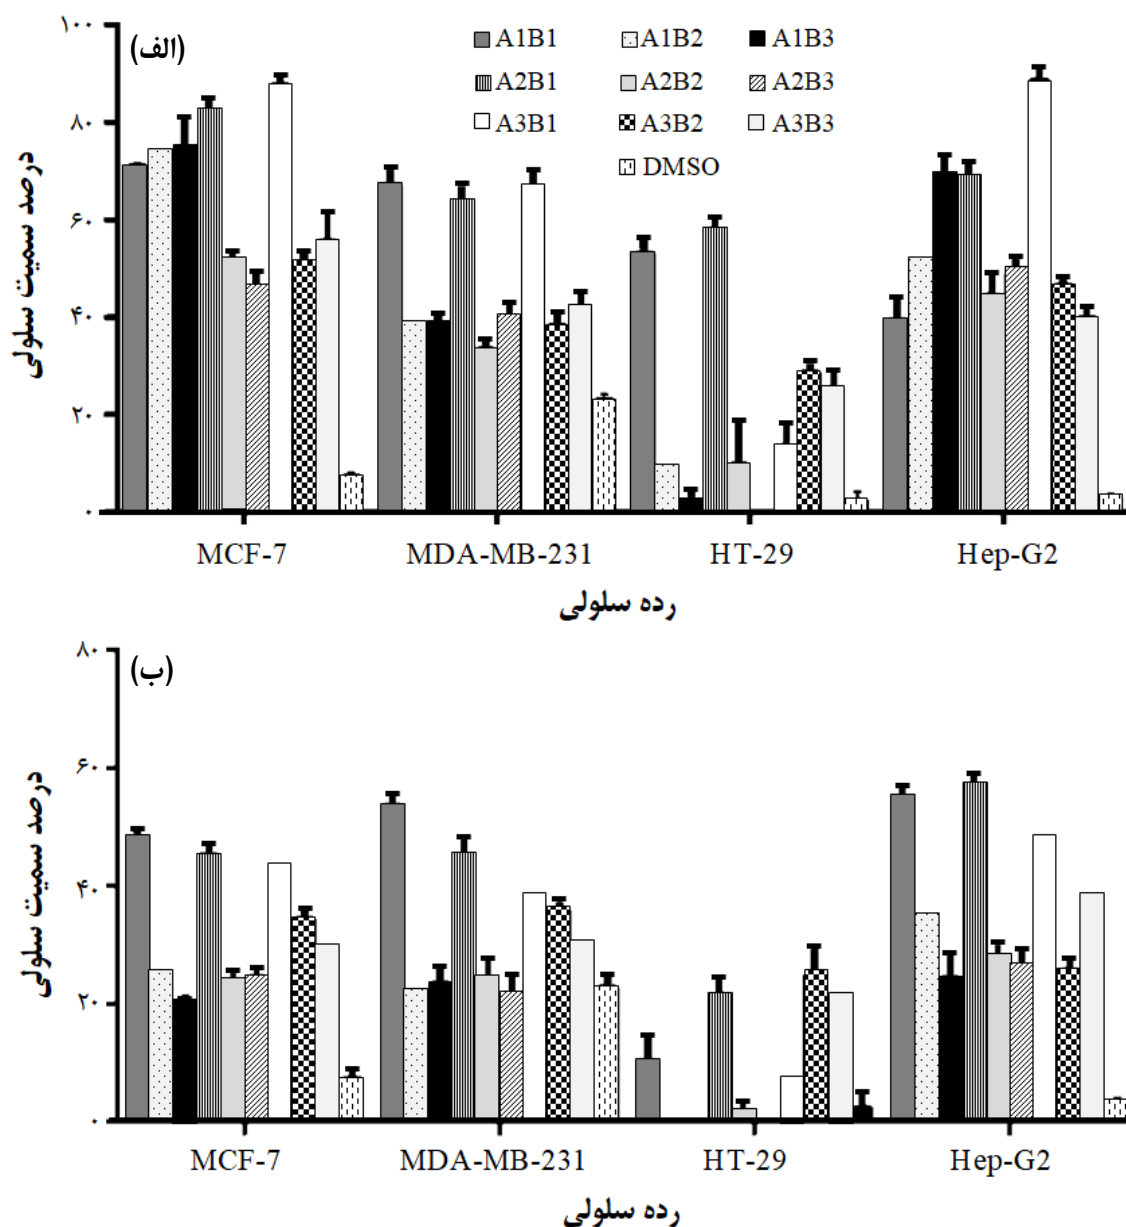 (الف)
A1B1 A1B2 A1B3
A2B1 A2B2 A2B3
A3B1 A3B2 A3B3
DMSO
۱۰۰
۸۰
۶۰
۴۰
۲۰
۰
درصد سمیت سلولی
MCF-7 MDA-MB-231 HT-29 Hep-G2
رده سلولی
(ب)
۸۰
۶۰
۴۰
۲۰
۰
درصد سمیت سلولی
MCF-7 MDA-MB-231 HT-29 Hep-G2
رده سلولی